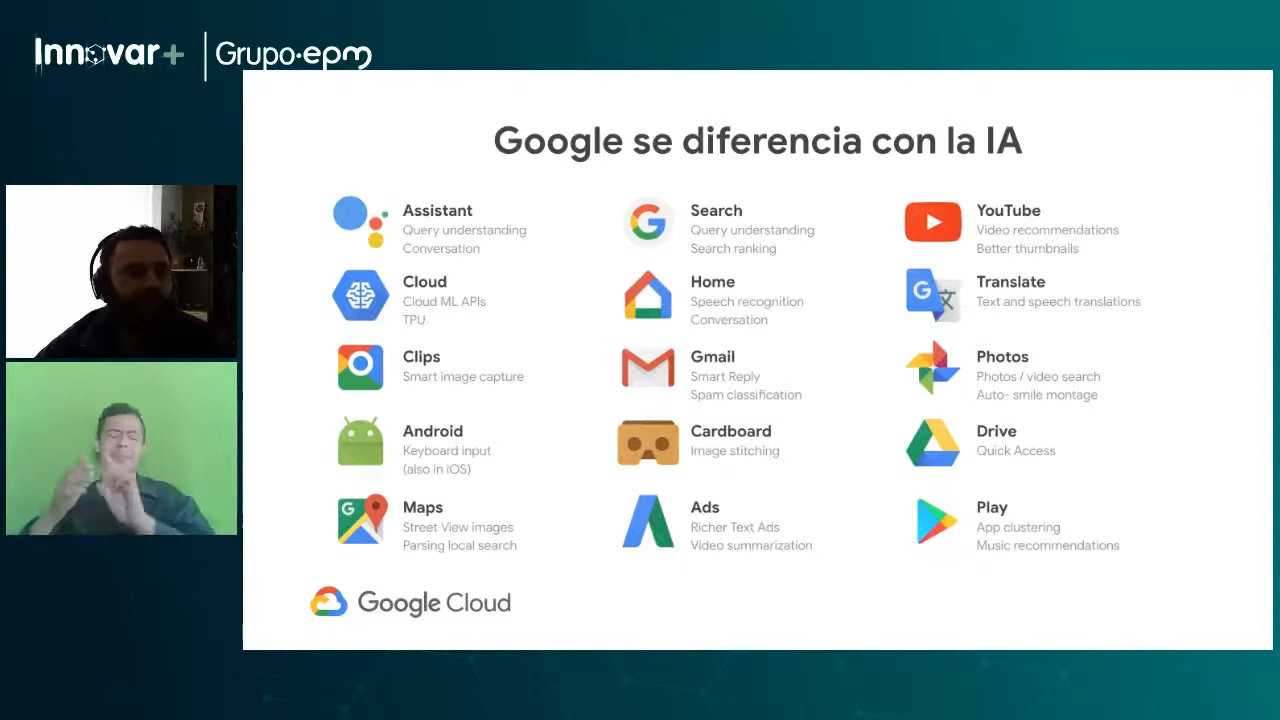 Innovar+ Grupo·epm
Google se diferencia con la IA
Assistant
Query understanding
Conversation
Search
Query understanding
Search ranking
YouTube
Video recommendations
Better thumbnails
Cloud
Cloud ML APIs
TPU
Home
Speech recognition
Conversation
Translate
Text and speech translations
Clips
Smart image capture
Gmail
Smart Reply
Spam classification
Photos
Photos / video search
Auto- smile montage
Android
Keyboard input
(also in iOS)
Cardboard
Image stitching
Drive
Quick Access
Maps
Street View images
Parsing local search
Ads
Richer Text Ads
Video summarization
Play
App clustering
Music recommendations
Google Cloud